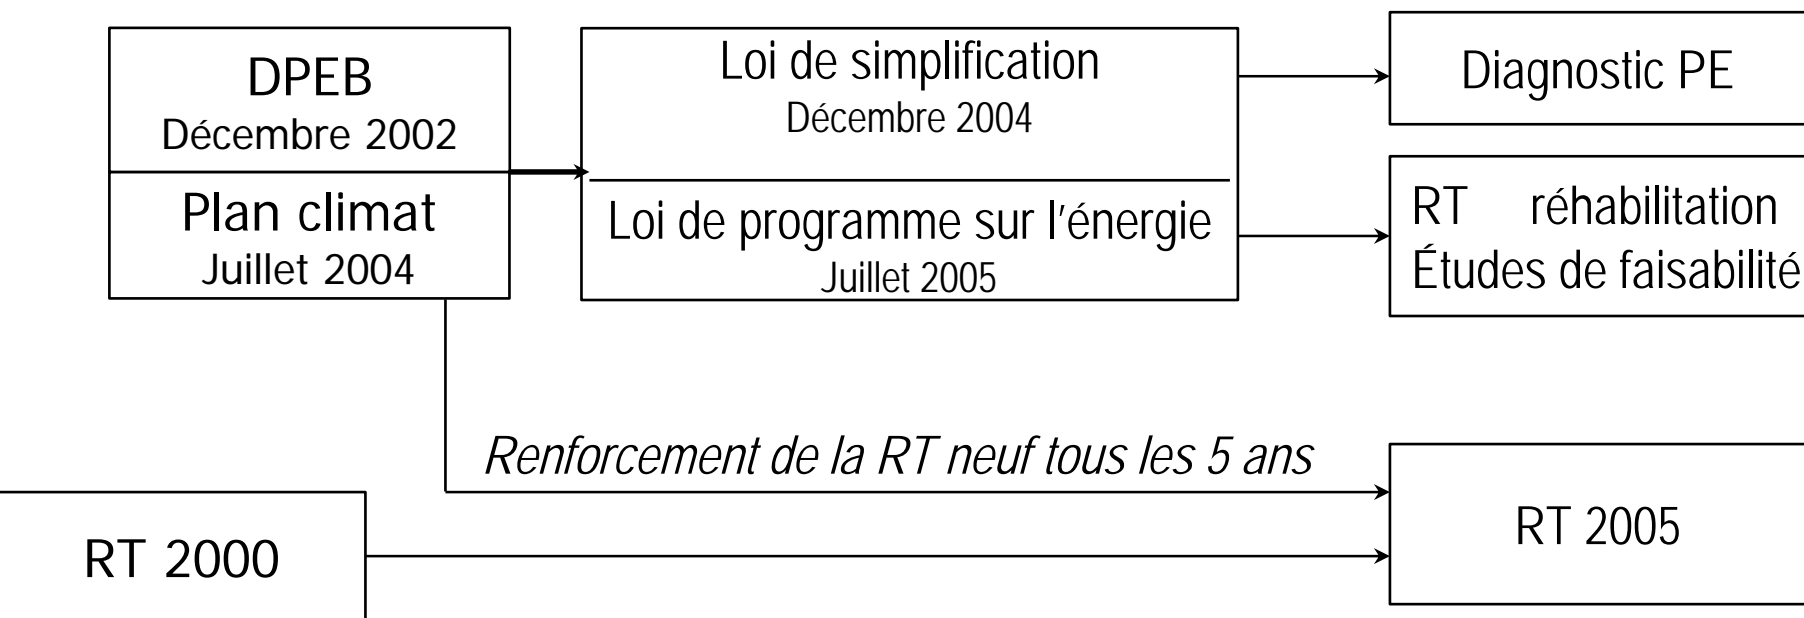 DPEB
Décembre 2002
Plan climat
Juillet 2004
Loi de simplification
Décembre 2004
Loi de programme sur l'énergie
Juillet 2005
Diagnostic PE
RT réhabilitation
Études de faisabilité
Renforcement de la RT neuf tous les 5 ans
RT 2000
RT 2005